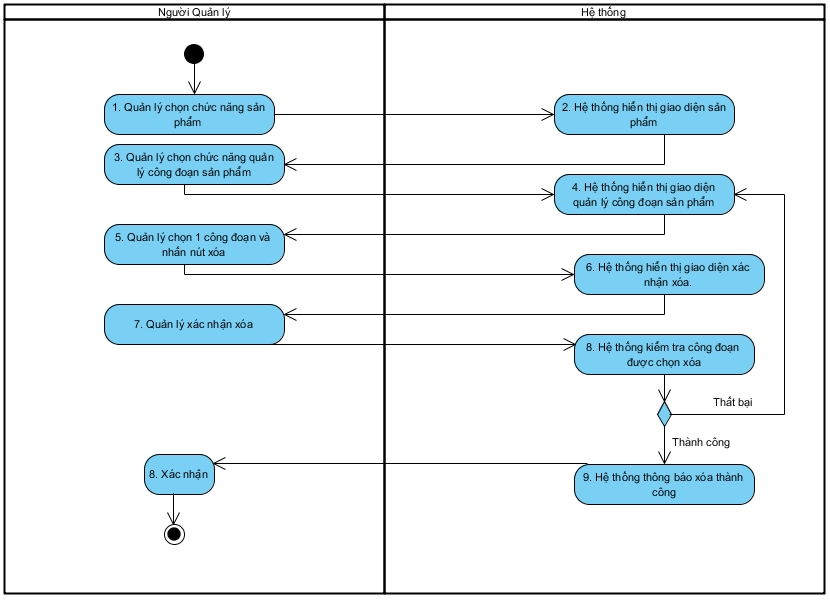 Người Quản lý
Hệ thống
1. Quản lý chọn chức năng sản
phẩm
2. Hệ thống hiển thị giao diện sản
phẩm
3. Quản lý chọn chức năng quản
lý công đoạn sản phẩm
4. Hệ thống hiển thị giao diện
quản lý công đoạn sản phẩm
5. Quản lý chọn 1 công đoạn và
nhấn nút xóa
6. Hệ thống hiển thị giao diện xác
nhận xóa.
7. Quản lý xác nhận xóa
8. Hệ thống kiểm tra công đoạn
được chọn xóa
Thất bại
Thành công
8. Xác nhận
9. Hệ thống thông báo xóa thành
công